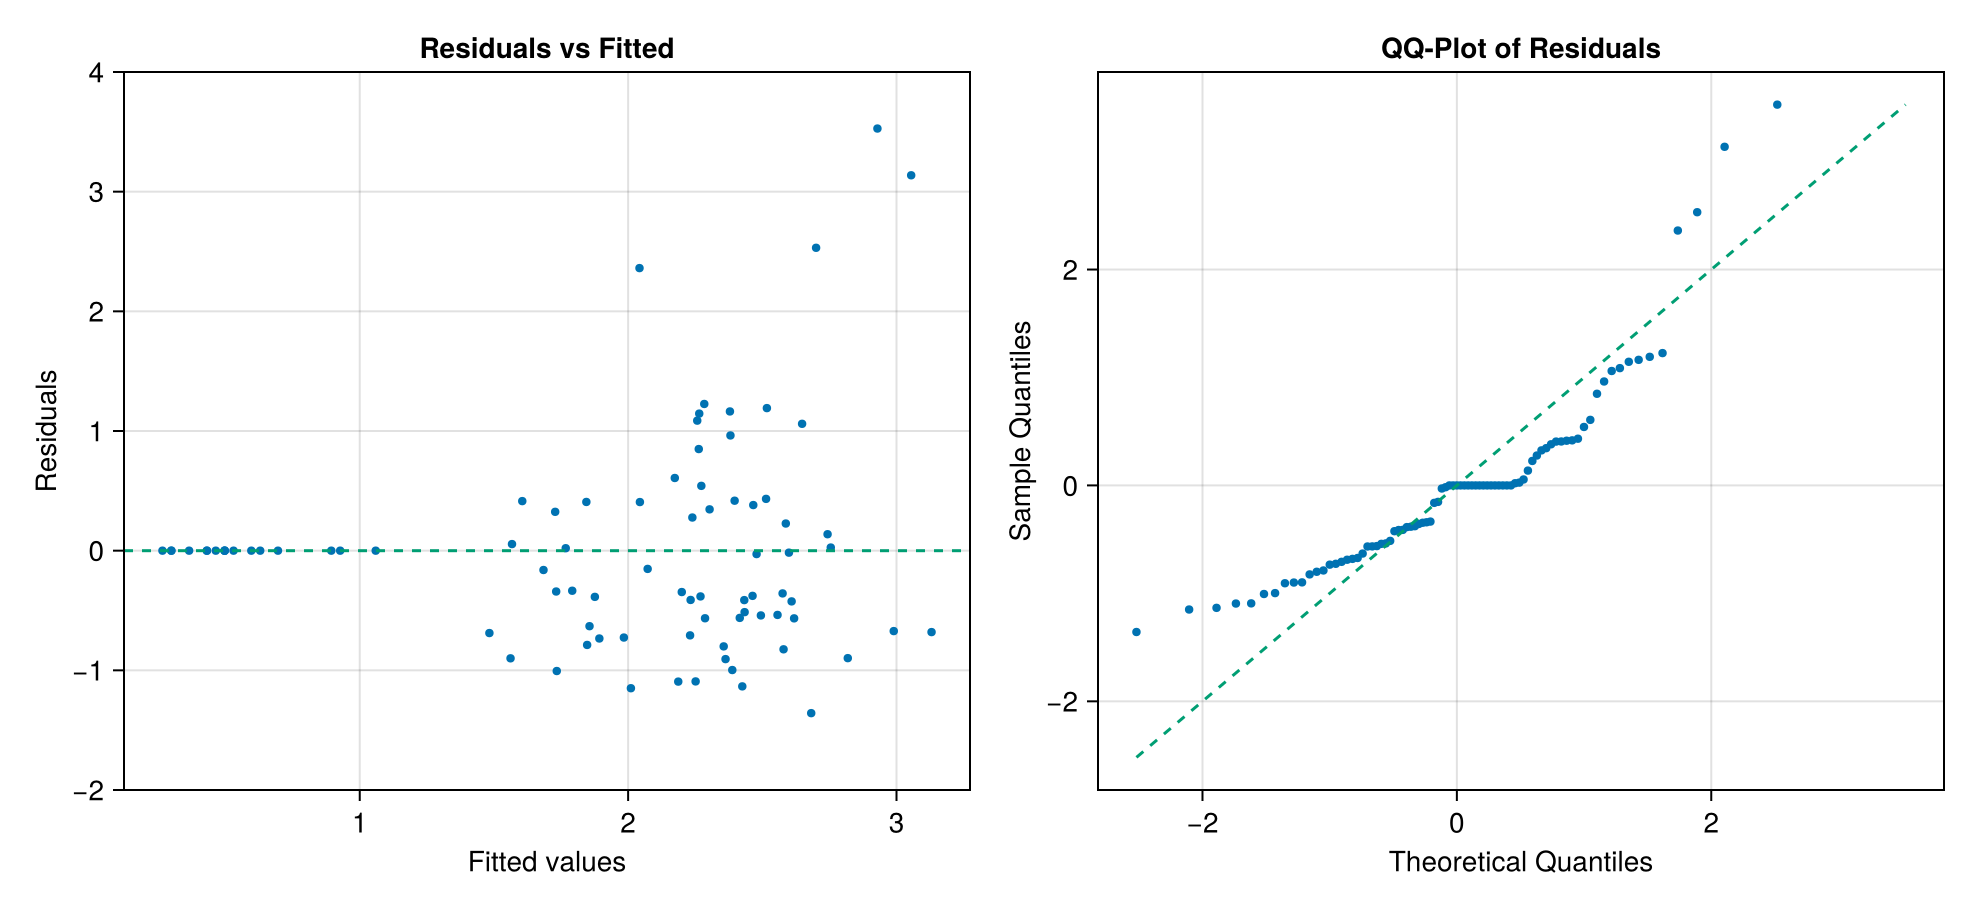 Residuals vs Fitted
4
3
2
1
0
−1
−2
Residuals
1
2
3
Fitted values
QQ-Plot of Residuals
2
0
−2
Sample Quantiles
−2
0
2
Theoretical Quantiles